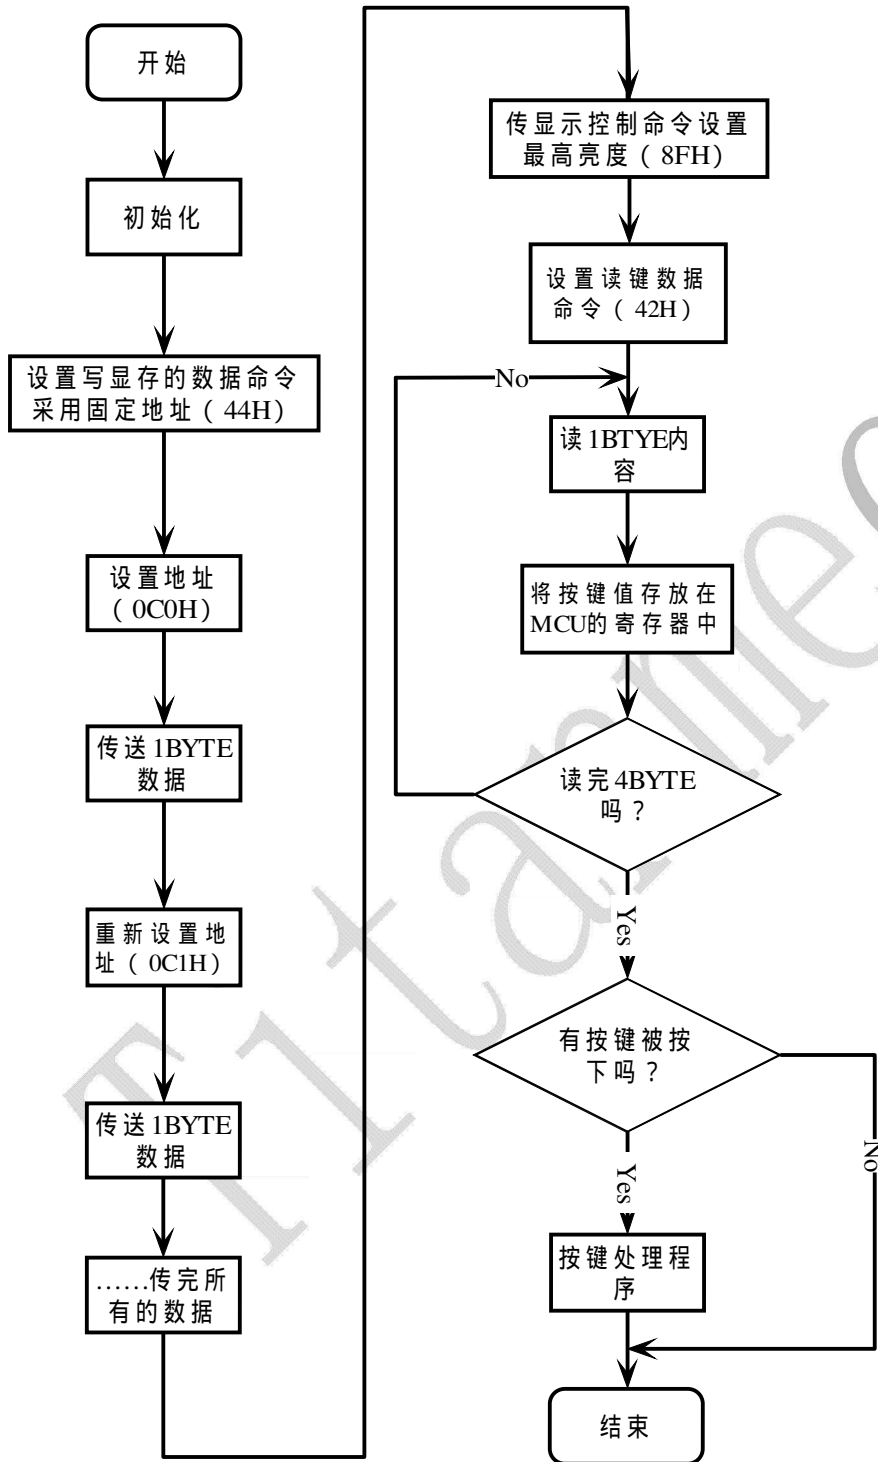 开始
初始化
设置写显存的数据命令
采用固定地址（44H）
设置地址
（0C0H）
传送1BYTE
数据
重新设置地
址（0C1H）
传送1BYTE
数据
……传完所
有的数据
传显示控制命令设置
最高亮度（8FH）
设置读键数据
命令（42H）
No
读1BTYE内
容
将按键值存放在
MCU的寄存器中
读完4BYTE
吗？
Yes
有按键被按
下吗？
No
Yes
按键处理程
序
结束